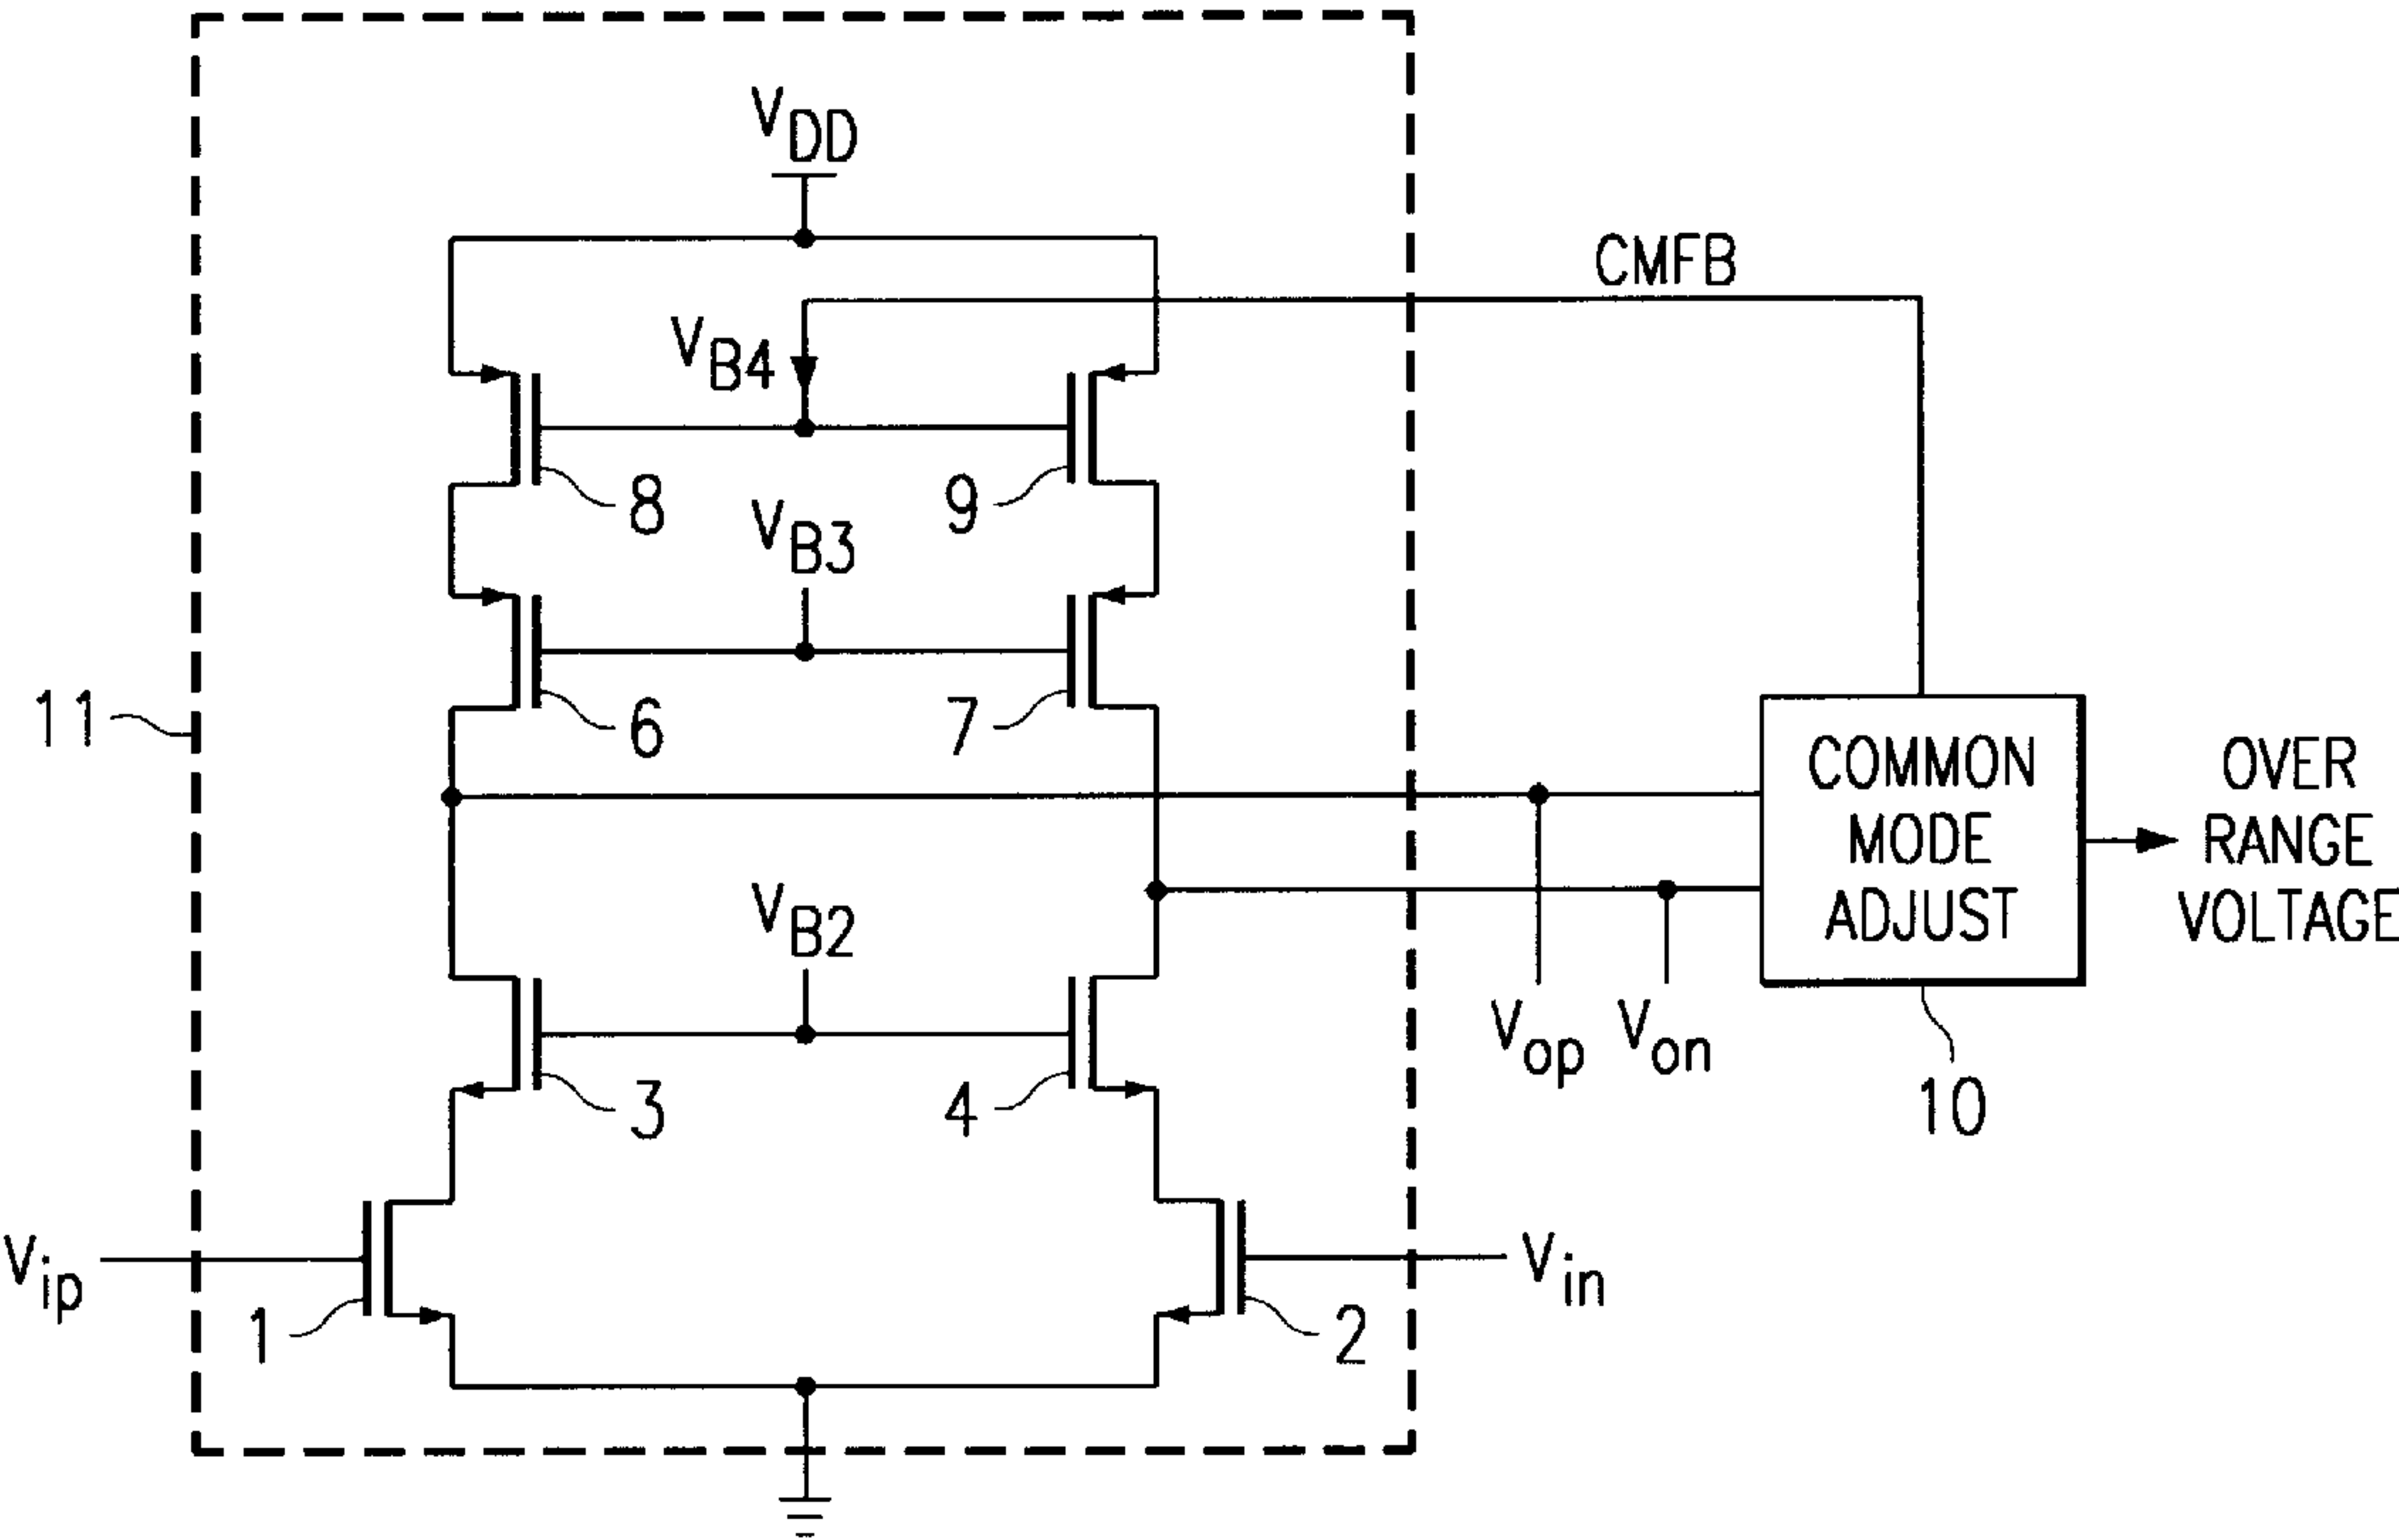 VDD
CMFB
VB4
8
9
VB3
11
6
7
COMMON
MODE
ADJUST
OVER
RANGE
VOLTAGE
VB2
Vop
Von
3
4
10
Vip
Vin
1
2